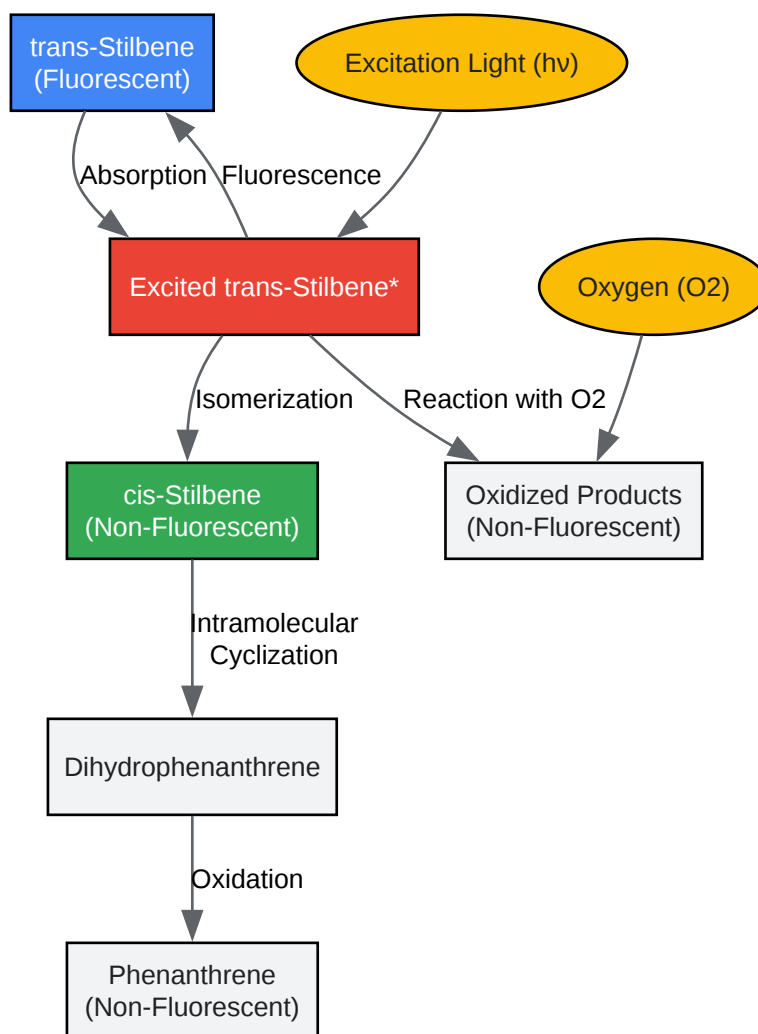 trans-Stilbene
(Fluorescent)
Excitation Light (hν)
Absorption
Fluorescence
Excited trans-Stilbene*
Oxygen (O2)
Isomerization
Reaction with O2
cis-Stilbene
(Non-Fluorescent)
Oxidized Products
(Non-Fluorescent)
Intramolecular
Cyclization
Dihydrophenanthrene
Oxidation
Phenanthrene
(Non-Fluorescent)